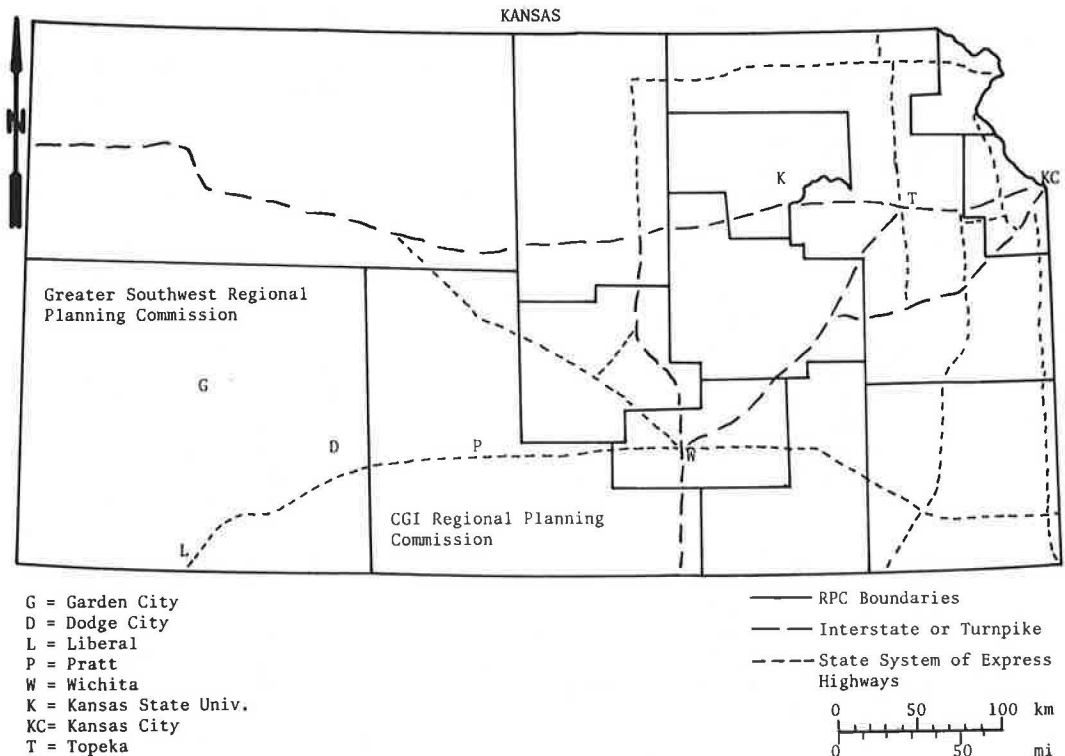 KANSAS
N
KC
K
T
Greater Southwest Regional
Planning Commission
G
D
P
W
CGI Regional Planning
Commission
L
G = Garden City
D = Dodge City
L = Liberal
P = Pratt
W = Wichita
K = Kansas State Univ.
KC= Kansas City
T = Topeka
RPC Boundaries
Interstate or Turnpike
State System of Express
Highways
0 50 100 km
0 50 mi